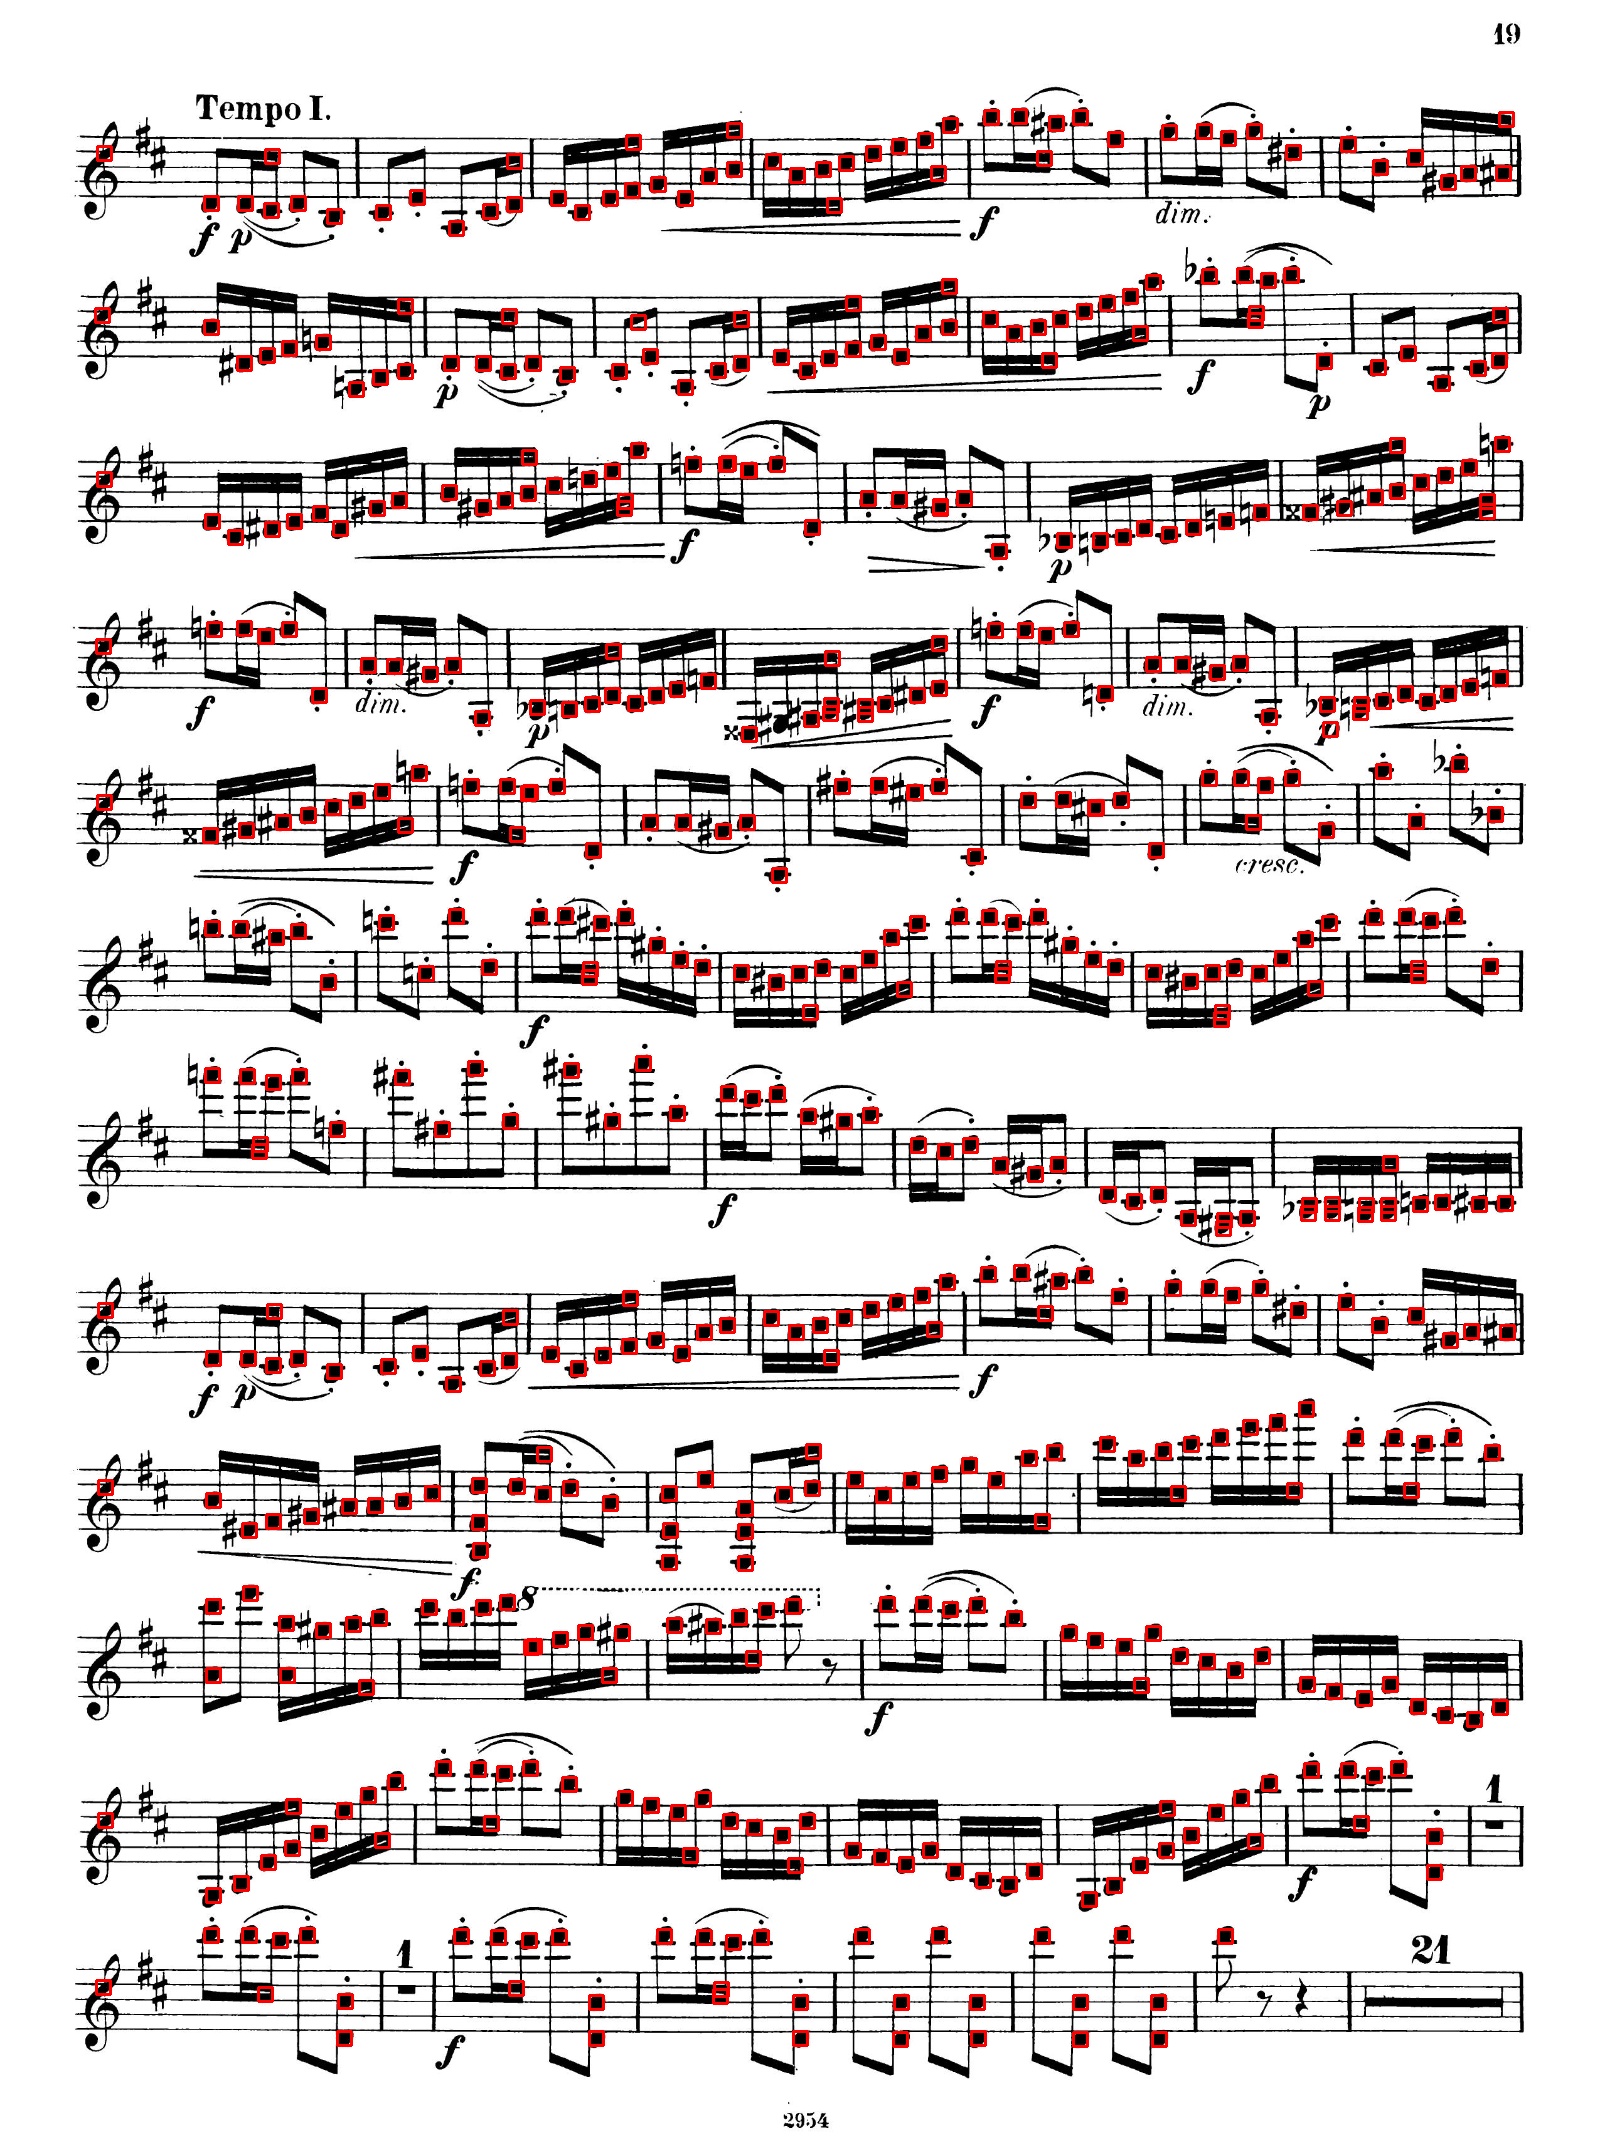 19
Tempo I.
f p f dim.
p f p
f p
f dim. p f dim. p
f f cresc.
f
f
f p f
f
8
f
f
1
1 21
f
2954